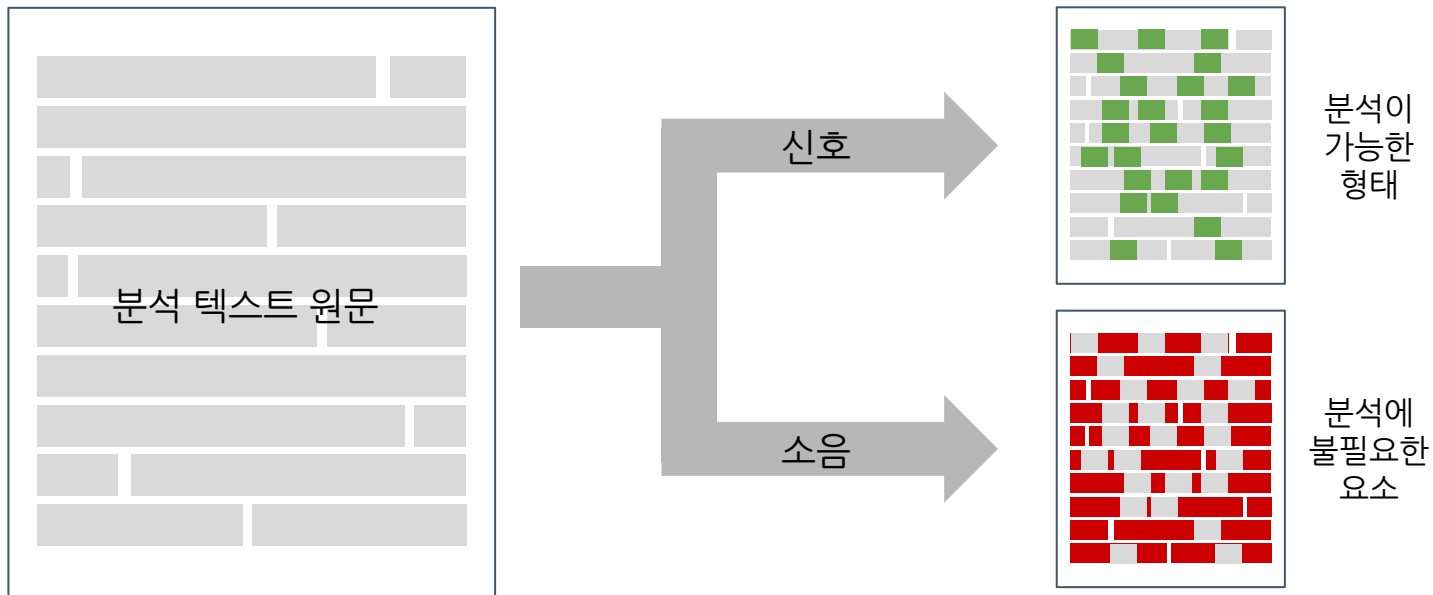 분석 텍스트 원문
신호
분석이
가능한
형태
소음
분석에
불필요한
요소